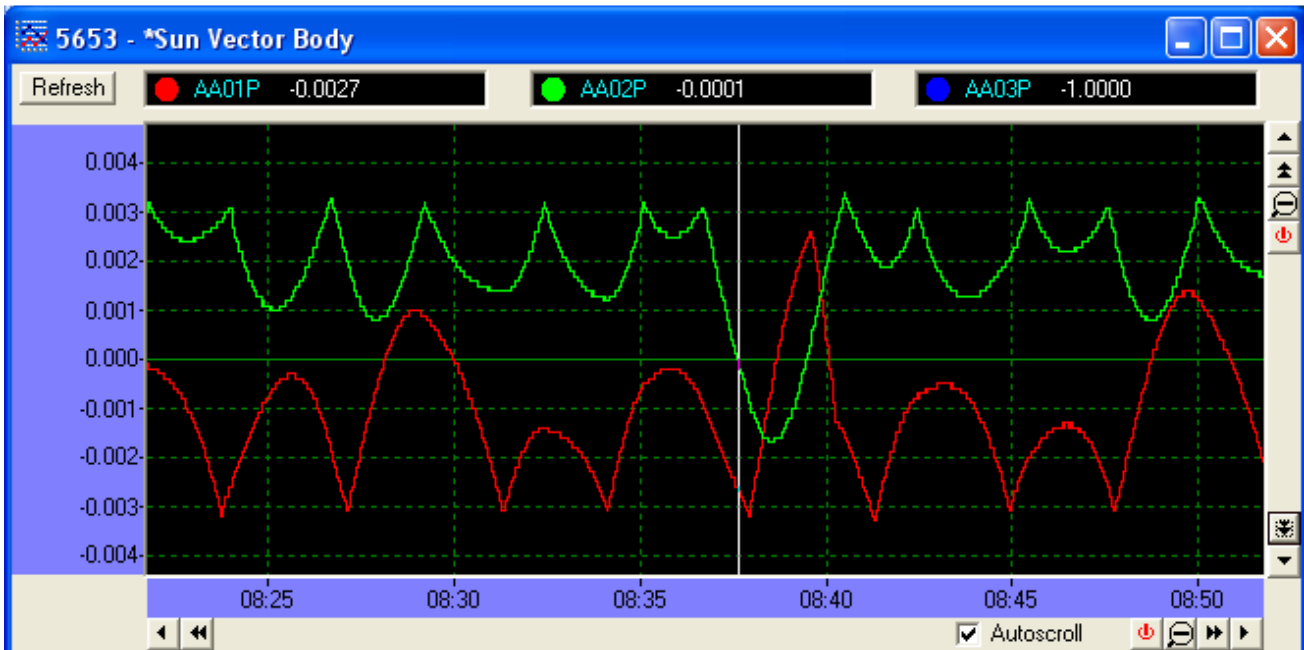 5653 - *Sun Vector Body
Refresh AA01P -0.0027 AA02P -0.0001 AA03P -1.0000
0.004
0.003
0.002
0.001
0.000
-0.001
-0.002
-0.003
-0.004
08:25 08:30 08:35 08:40 08:45 08:50
Autoscroll